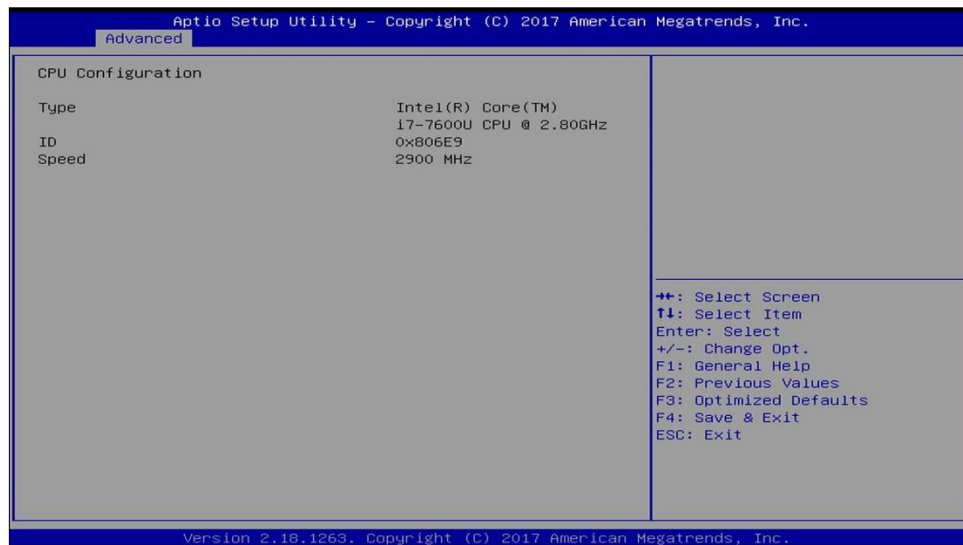 Aptio Setup Utility – Copyright (C) 2017 American Megatrends, Inc.
Advanced
CPU Configuration
Type Intel(R) Core(TM)
i7-7600U CPU @ 2.80GHz
ID 0x806E9
Speed 2900 MHz
→←: Select Screen
↑↓: Select Item
Enter: Select
+/-: Change Opt.
F1: General Help
F2: Previous Values
F3: Optimized Defaults
F4: Save & Exit
ESC: Exit
Version 2.18.1263. Copyright (C) 2017 American Megatrends, Inc.